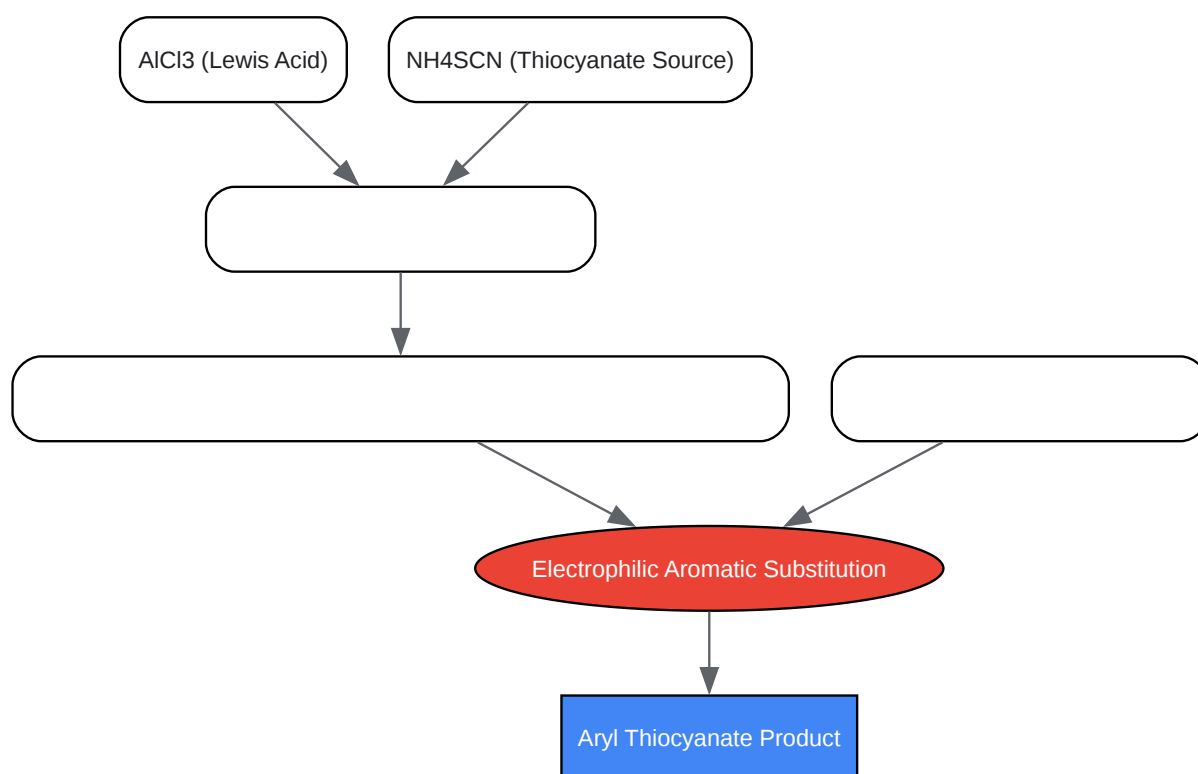 AlCl3 (Lewis Acid)
NH4SCN (Thiocyanate Source)
Electrophilic Aromatic Substitution
Aryl Thiocyanate Product